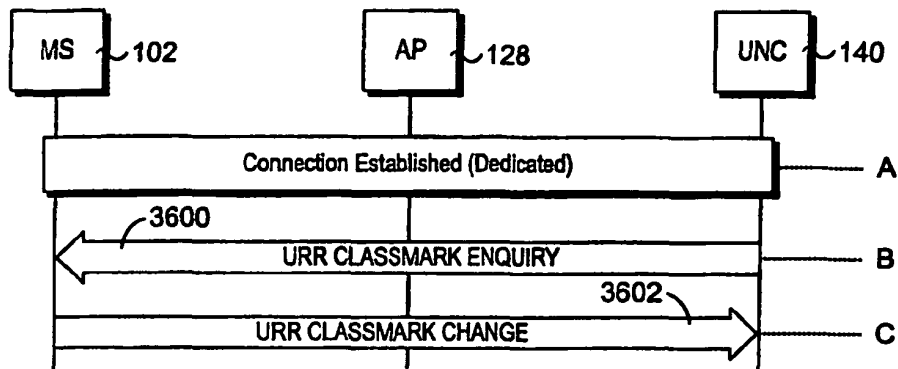 MS 102 AP 128 UNC 140
Connection Established (Dedicated) A
3600
URR CLASSMARK ENQUIRY B
3602
URR CLASSMARK CHANGE C